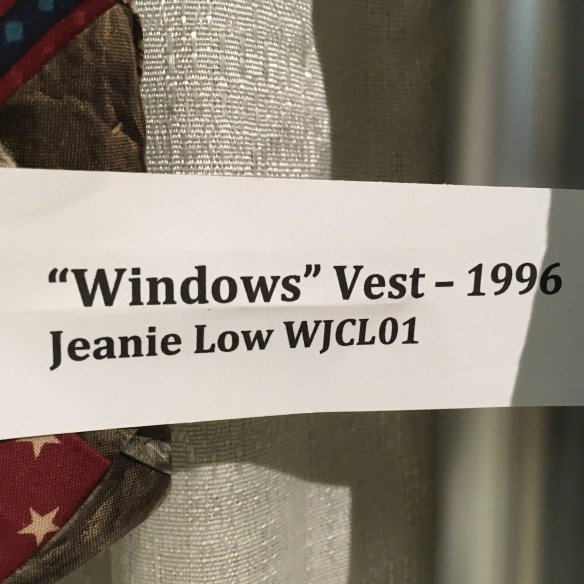 “Windows” Vest – 1996
Jeanie Low WJCL01